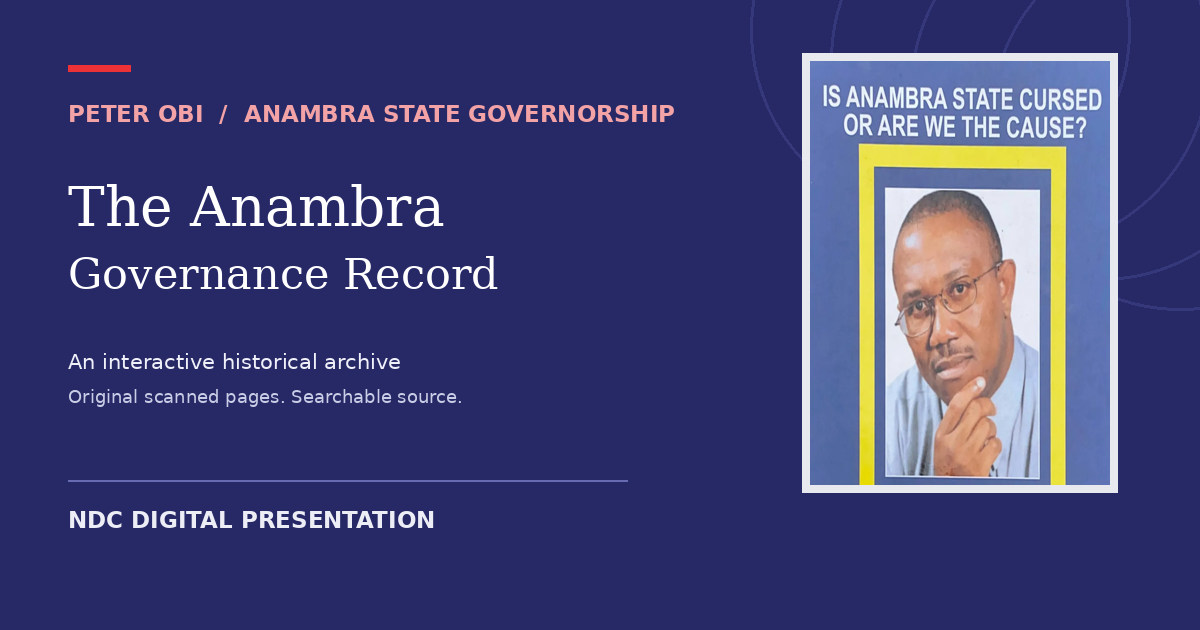 PETER OBI / ANAMBRA STATE GOVERNORSHIP
The Anambra
Governance Record
An interactive historical archive
Original scanned pages. Searchable source.
NDC DIGITAL PRESENTATION
IS ANAMBRA STATE CURSED
OR ARE WE THE CAUSE?